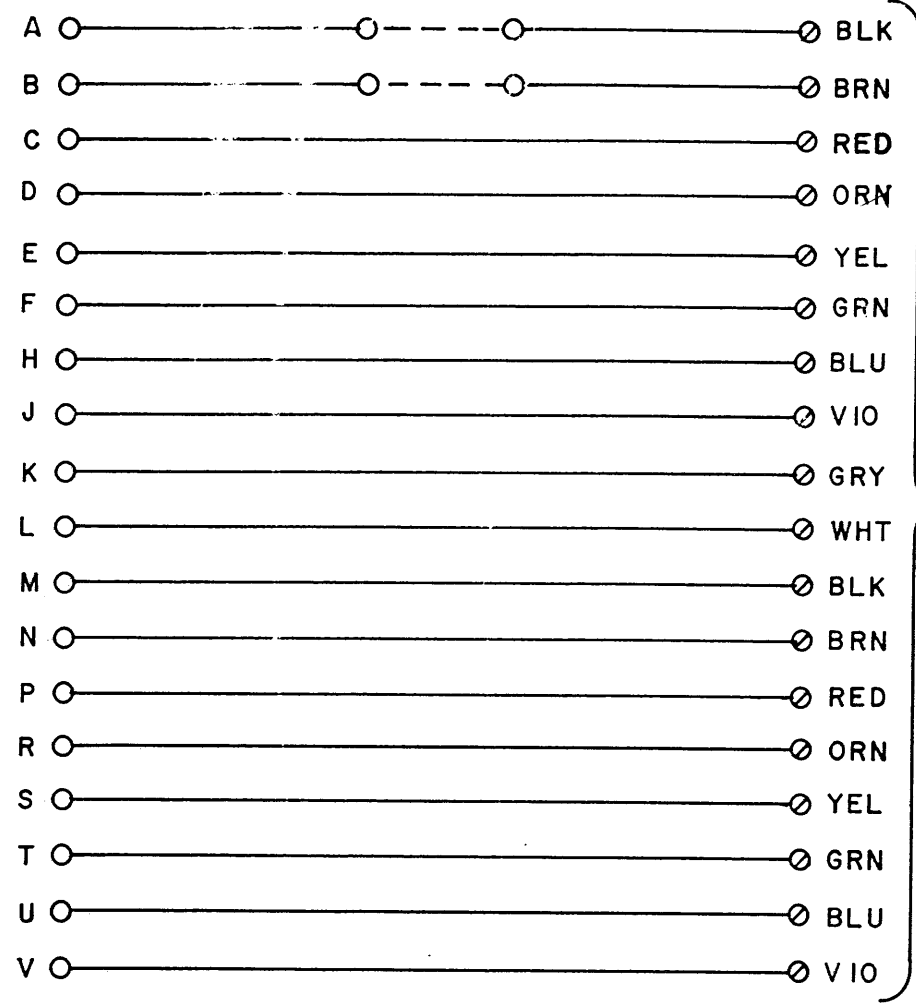 A BLK
B BRN
C RED
D ORN
E YEL
F GRN
H BLU
J VIO
K GRY
L WHT
M BLK
N BRN
P RED
R ORN
S YEL
T GRN
U BLU
V VIO